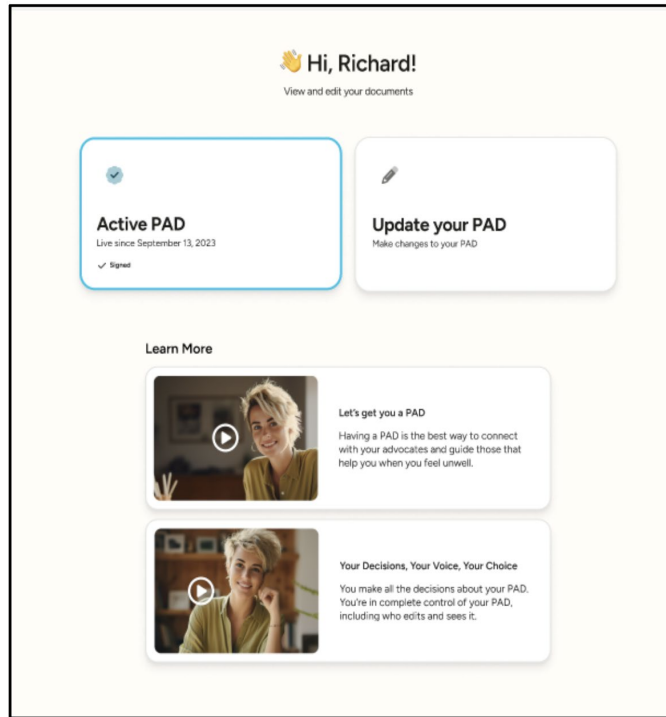 👋 Hi, Richard!
View and edit your documents
Active PAD
Live since September 13, 2023
✓ Signed
Update your PAD
Make changes to your PAD
Learn More
Let's get you a PAD
Having a PAD is the best way to connect
with your advocates and guide those that
help you when you feel unwell.
Your Decisions, Your Voice, Your Choice
You make all the decisions about your PAD.
You're in complete control of your PAD,
including who edits and sees it.